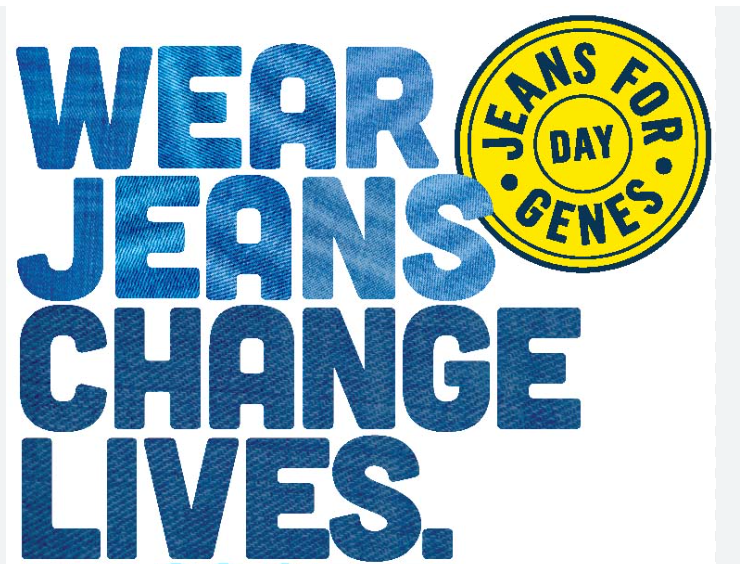 WEAR
JEANS
CHANGE
LIVES.
JEANS FOR
DAY
GENES